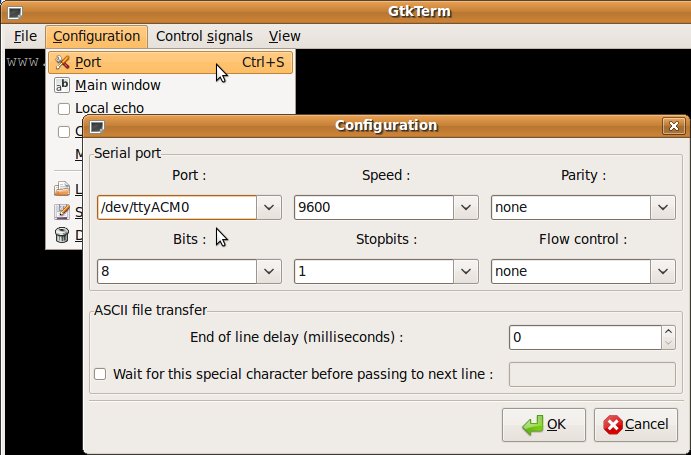 GtkTerm
File Configuration Control signals View
www.
Port Ctrl+S
Main window
Local echo
Configuration
Serial port
Port : Speed : Parity :
/dev/ttyACM0 9600 none
Bits : Stopbits : Flow control :
8 1 none
ASCII file transfer
End of line delay (milliseconds) : 0
Wait for this special character before passing to next line :
OK Cancel